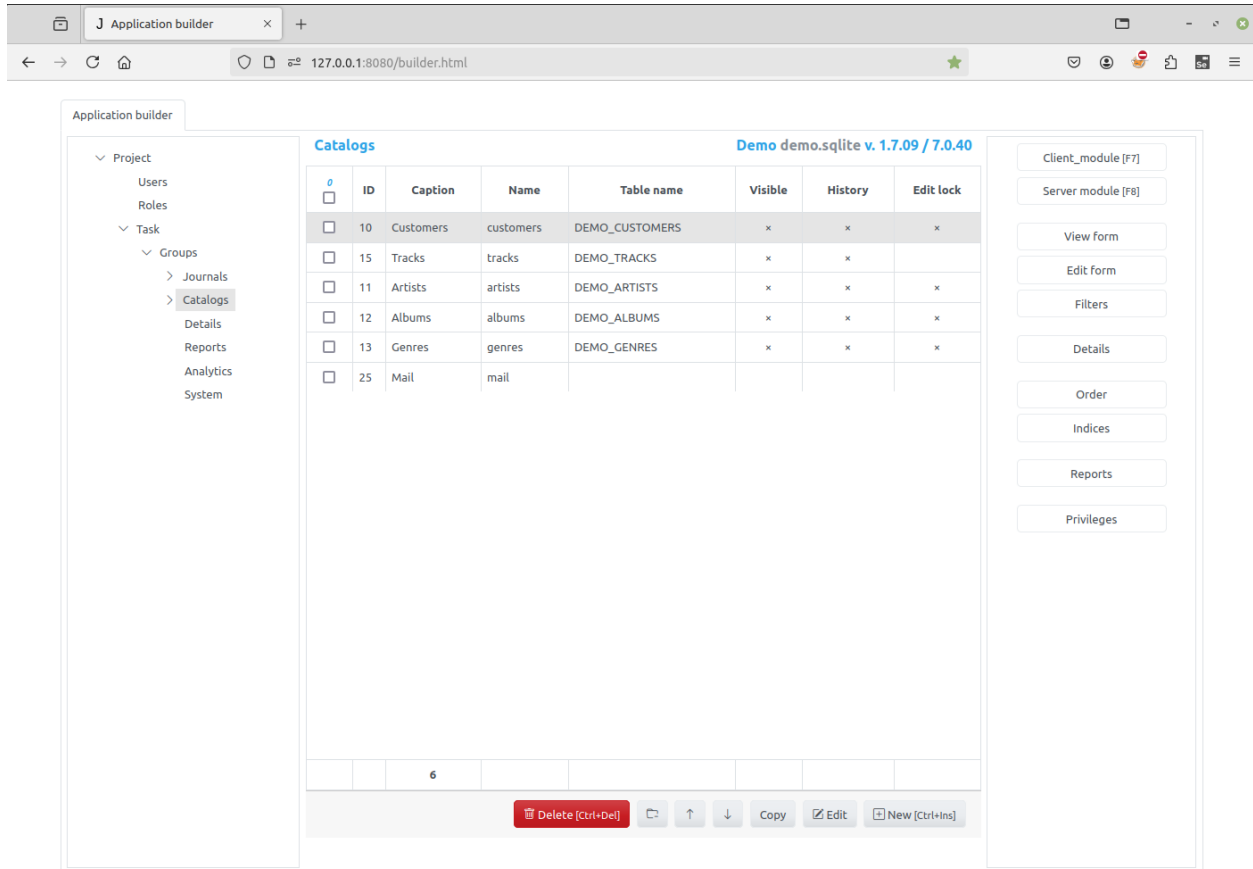 J Application builder
127.0.0.1:8080/builder.html
Se
Application builder
Project
Users
Roles
Task
Groups
Journals
Catalogs
Details
Reports
Analytics
System
Catalogs Demo demo.sqlite v. 1.7.09 / 7.0.40
0 ID Caption Name Table name Visible History Edit lock
10 Customers customers DEMO_CUSTOMERS × × ×
15 Tracks tracks DEMO_TRACKS × ×
11 Artists artists DEMO_ARTISTS × × ×
12 Albums albums DEMO_ALBUMS × × ×
13 Genres genres DEMO_GENRES × × ×
25 Mail mail
6
Delete [Ctrl+Del] Copy Edit New [Ctrl+Ins]
Client_module [F7]
Server module [F8]
View form
Edit form
Filters
Details
Order
Indices
Reports
Privileges